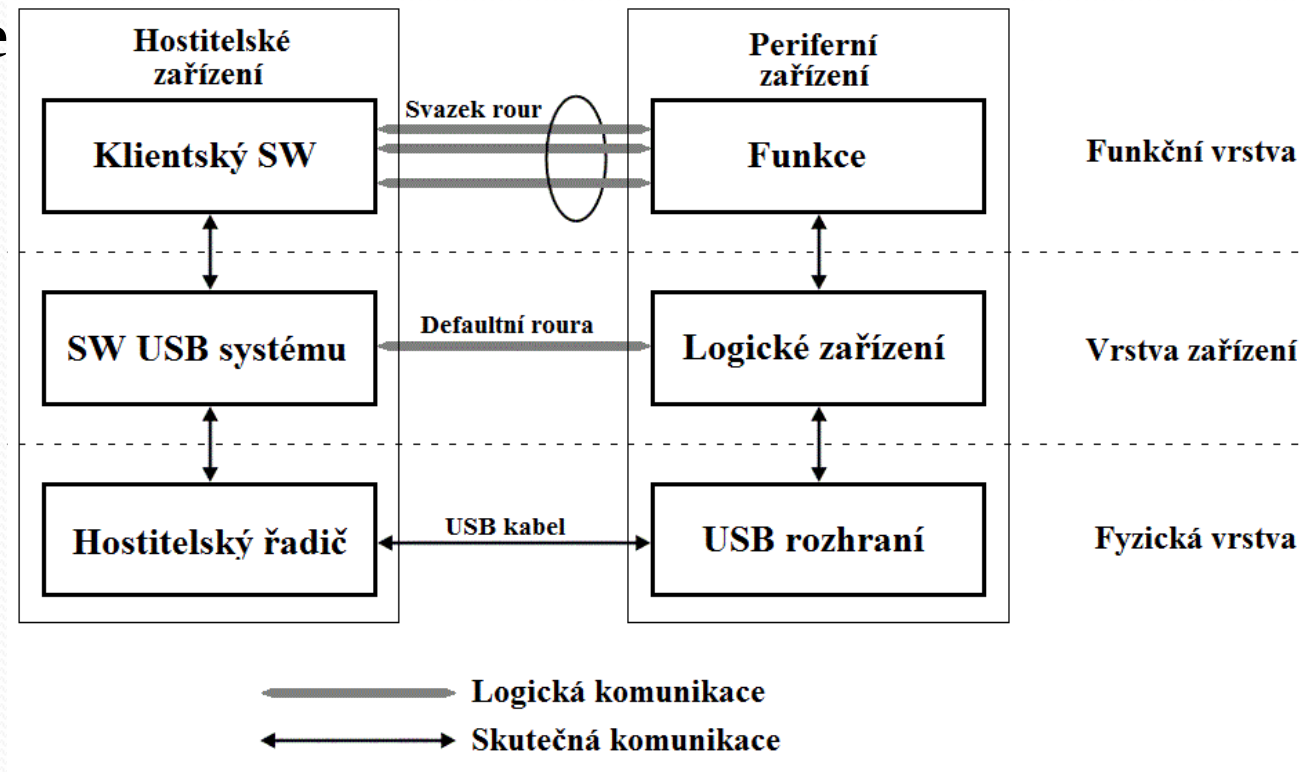 e
Hostitelské
zařízení
Periferní
zařízení
Svazek rour
Klientský SW
Funkce
Funkční vrstva
Defaultní roura
SW USB systému
Logické zařízení
Vrstva zařízení
USB kabel
Hostitelský řadič
USB rozhraní
Fyzická vrstva
Logická komunikace
Skutečná komunikace